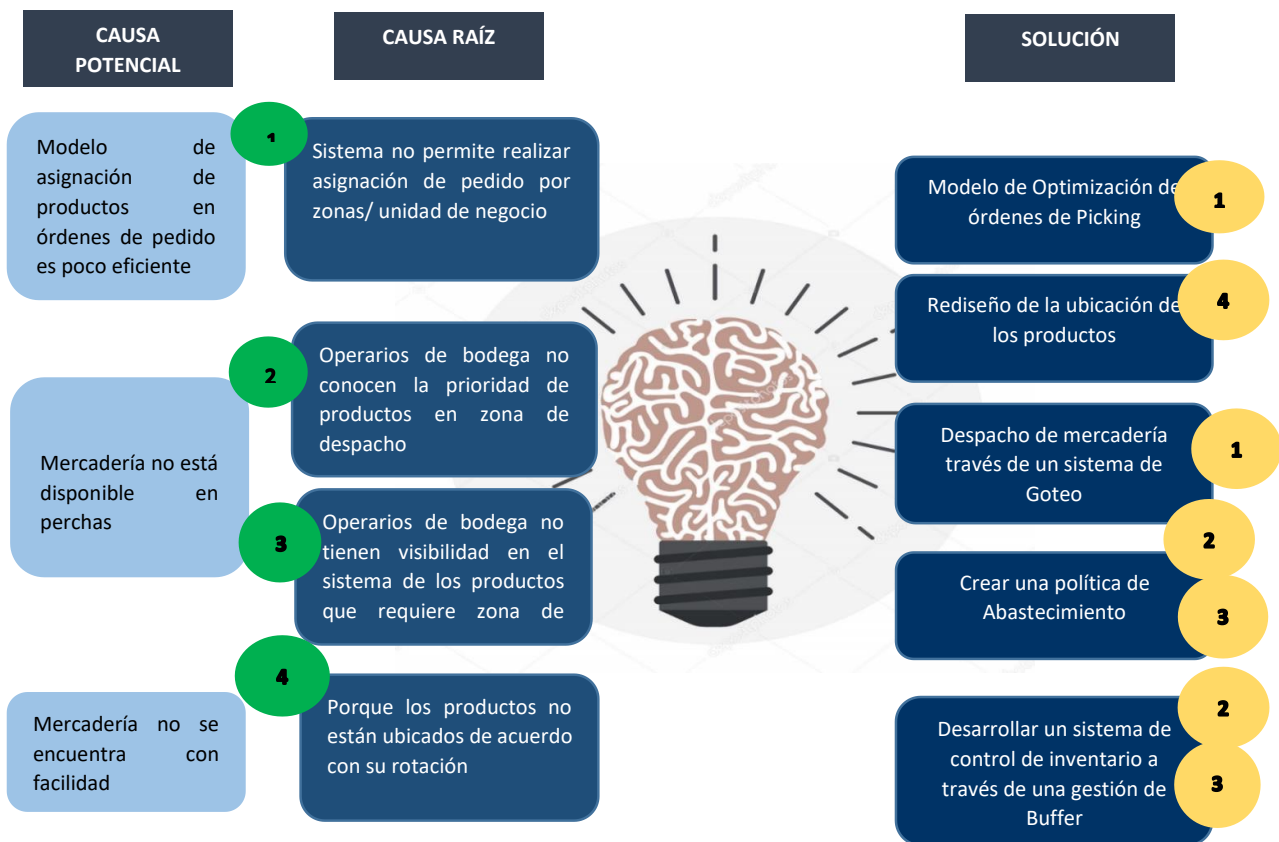 CAUSA
POTENCIAL
CAUSA RAÍZ
SOLUCIÓN
Modelo de
asignación de
productos en
órdenes de pedido
es poco eficiente
1
Sistema no permite realizar
asignación de pedido por
zonas/ unidad de negocio
Mercadería no está
disponible en
perchas
2
Operarios de bodega no
conocen la prioridad de
productos en zona de
despacho
3
Operarios de bodega no
tienen visibilidad en el
sistema de los productos
que requiere zona de
Mercadería no se
encuentra con
facilidad
4
Porque los productos no
están ubicados de acuerdo
con su rotación
Modelo de Optimización de
órdenes de Picking
1
Rediseño de la ubicación de
los productos
4
Despacho de mercadería
través de un sistema de
Goteo
1
Crear una política de
Abastecimiento
2
3
Desarrollar un sistema de
control de inventario a
través de una gestión de
Buffer
2
3